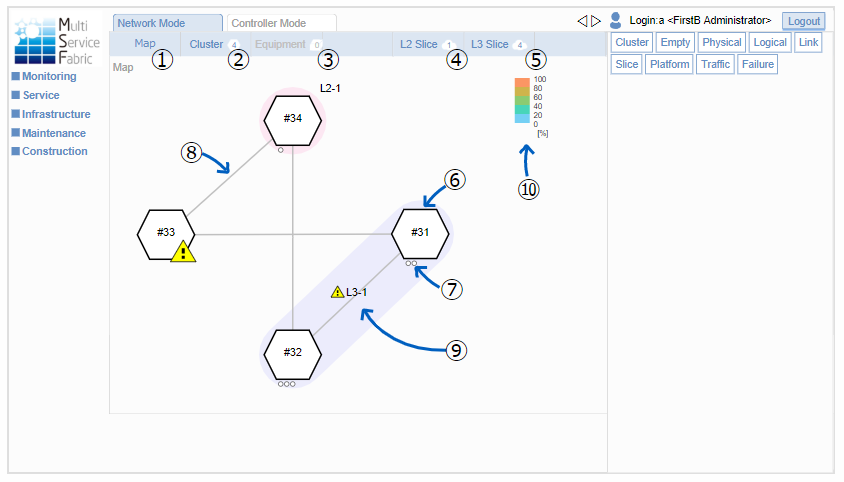 Multi
Service
Fabric
Monitoring
Service
Infrastructure
Maintenance
Construction
Network Mode
Controller Mode
Login:a <FirstB Administrator>
Logout
Map
Cluster 4
Equipment 0
L2 Slice 1
L3 Slice 4
① ② ③ ④ ⑤
Map
Cluster
Empty
Physical
Logical
Link
Slice
Platform
Traffic
Failure
L2-1
#34
100
80
60
40
20
0
[%]
⑧
⑥
⑩
#33
#31
⑦
L3-1
⑨
#32